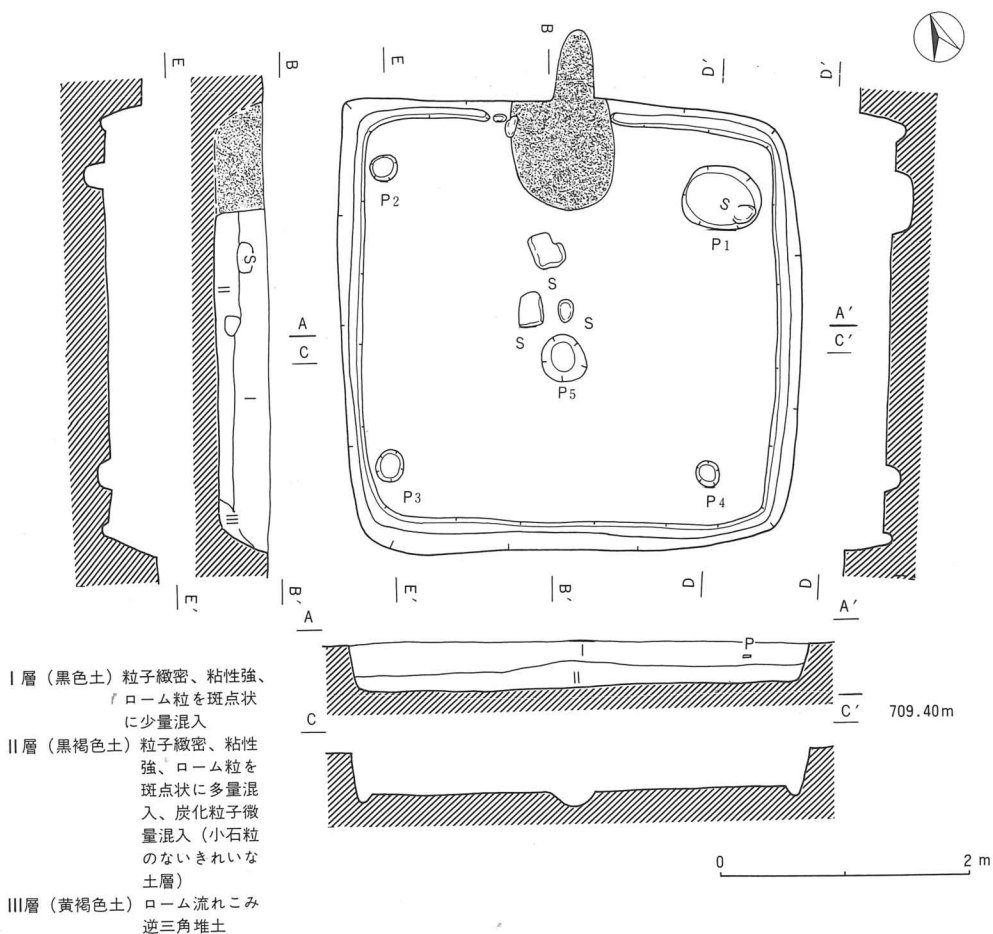 E
B
E
B
D'
D'
P2
S
P1
S
S
II
S
S
A
C
A'
C'
P5
I
III
P3
P4
E'
B'
E'
B'
D
D
A
A'
I
P
II
C
C'
709.40m
0
2 m
I層（黒色土）粒子緻密、粘性強、
ローム粒を斑点状
に少量混入
II層（黒褐色土）粒子緻密、粘性
強、ローム粒を
斑点状に多量混
入、炭化粒子微
量混入（小石粒
のないきれいな
土層）
III層（黄褐色土）ローム流れこみ
逆三角堆土